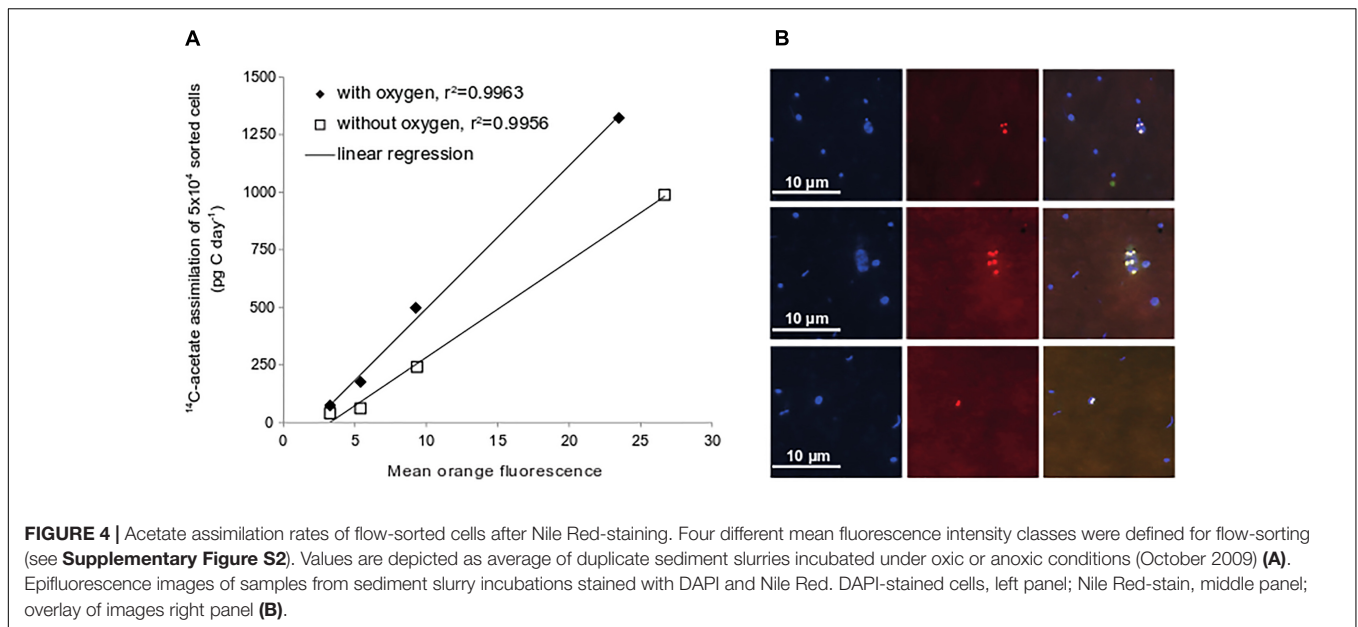 A
B
1500
1250
1000
750
500
250
0
0 5 10 15 20 25 30
¹⁴C-acetate assimilation of 5x10⁴ sorted cells
(pg C day⁻¹)
with oxygen, r²=0.9963
without oxygen, r²=0.9956
linear regression
Mean orange fluorescence
10 µm
10 µm
10 µm
FIGURE 4 | Acetate assimilation rates of flow-sorted cells after Nile Red-staining. Four different mean fluorescence intensity classes were defined for flow-sorting
(see Supplementary Figure S2). Values are depicted as average of duplicate sediment slurries incubated under oxic or anoxic conditions (October 2009) (A).
Epifluorescence images of samples from sediment slurry incubations stained with DAPI and Nile Red. DAPI-stained cells, left panel; Nile Red-stain, middle panel;
overlay of images right panel (B).